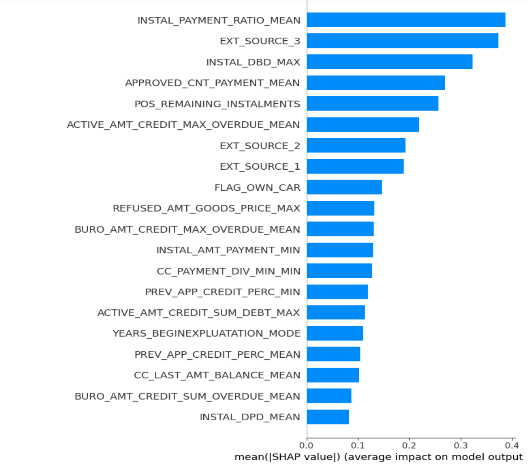 INSTAL_PAYMENT_RATIO_MEAN
EXT_SOURCE_3
INSTAL_DBD_MAX
APPROVED_CNT_PAYMENT_MEAN
POS_REMAINING_INSTALMENTS
ACTIVE_AMT_CREDIT_MAX_OVERDUE_MEAN
EXT_SOURCE_2
EXT_SOURCE_1
FLAG_OWN_CAR
REFUSED_AMT_GOODS_PRICE_MAX
BURO_AMT_CREDIT_MAX_OVERDUE_MEAN
INSTAL_AMT_PAYMENT_MIN
CC_PAYMENT_DIV_MIN_MIN
PREV_APP_CREDIT_PERC_MIN
ACTIVE_AMT_CREDIT_SUM_DEBT_MAX
YEARS_BEGINEXPLUATATION_MODE
PREV_APP_CREDIT_PERC_MEAN
CC_LAST_AMT_BALANCE_MEAN
BURO_AMT_CREDIT_SUM_OVERDUE_MEAN
INSTAL_DPD_MEAN
0.0 0.1 0.2 0.3 0.4
mean(|SHAP value|) (average impact on model output